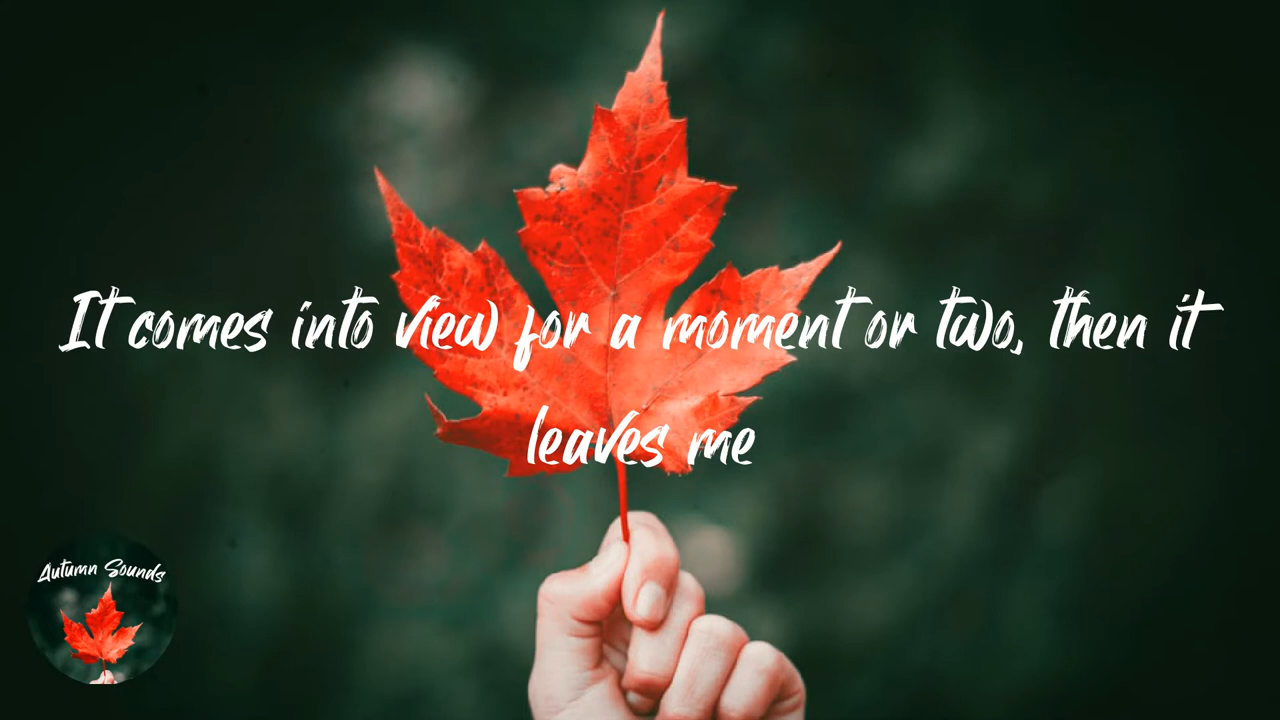 It comes into view for a moment or two, then it
leaves me
Autumn Sounds